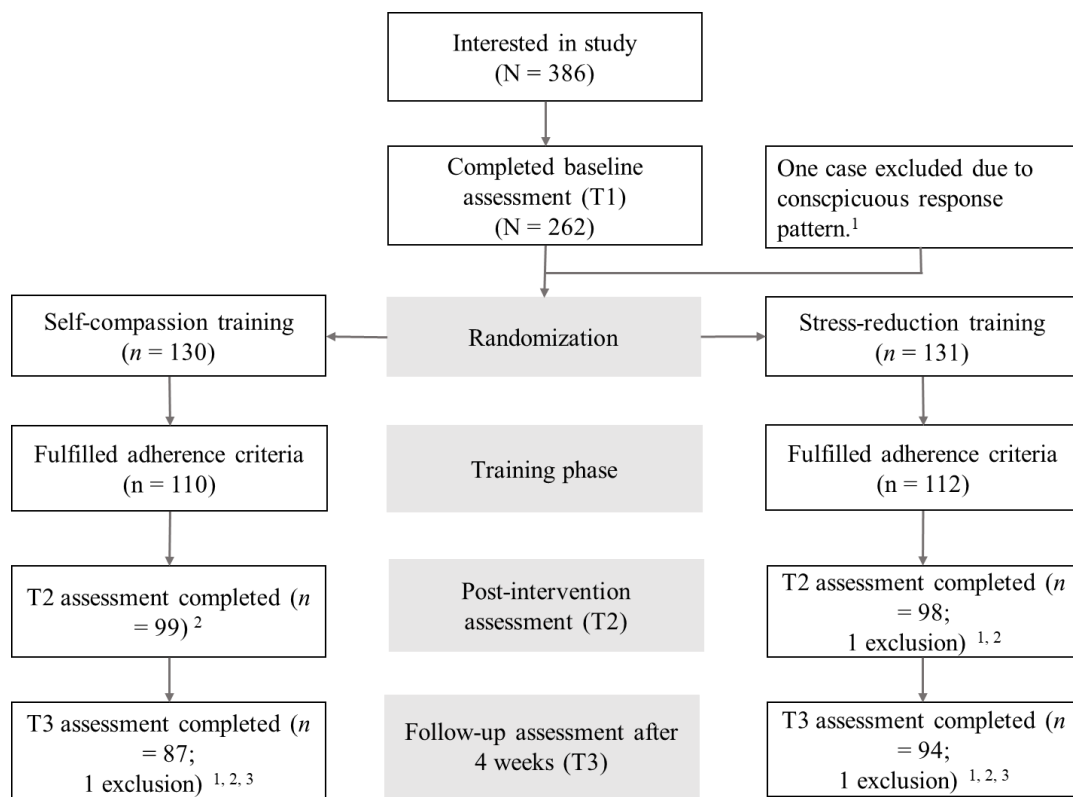 Interested in study
(N = 386)
Completed baseline
assessment (T1)
(N = 262)
One case excluded due to
conscpicuous response
pattern.1
Self-compassion training
(n = 130)
Randomization
Stress-reduction training
(n = 131)
Fulfilled adherence criteria
(n = 110)
Training phase
Fulfilled adherence criteria
(n = 112)
T2 assessment completed (n
= 99) 2
Post-intervention
assessment (T2)
T2 assessment completed (n
= 98;
1 exclusion) 1, 2
T3 assessment completed (n
= 87;
1 exclusion) 1, 2, 3
Follow-up assessment after
4 weeks (T3)
T3 assessment completed (n
= 94;
1 exclusion) 1, 2, 3